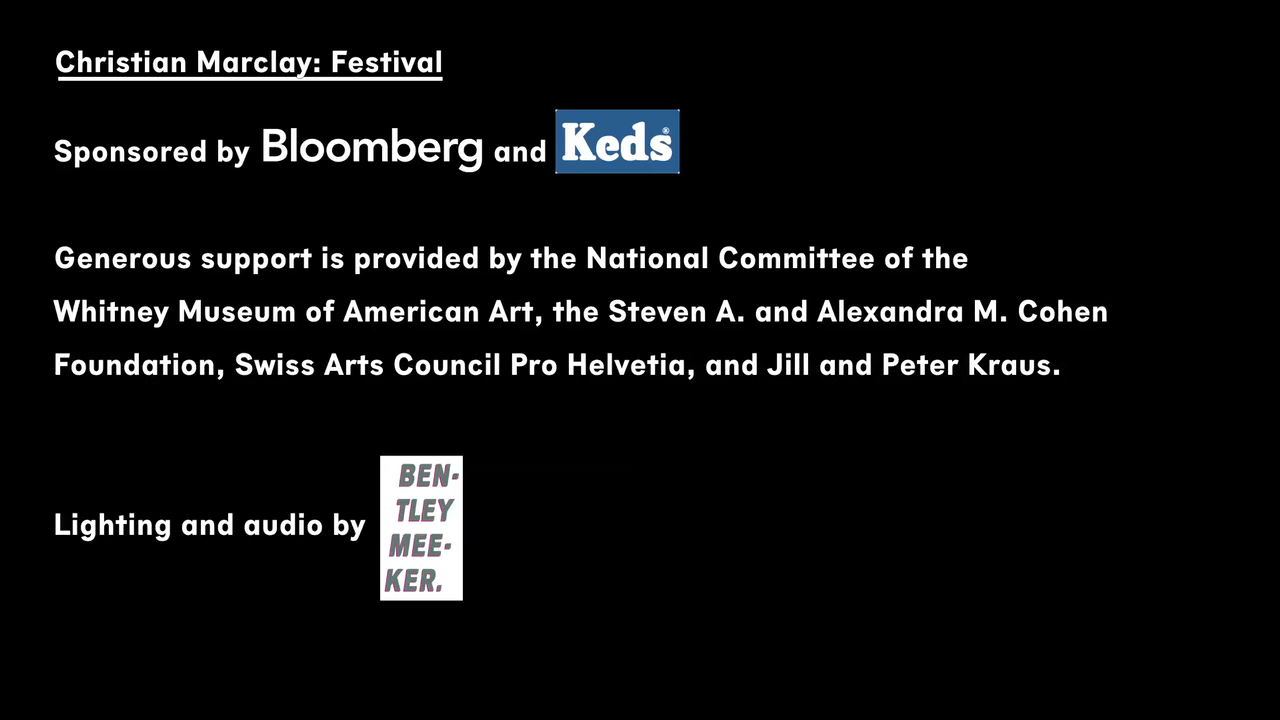 Christian Marclay: Festival
Sponsored by Bloomberg and Keds®
Generous support is provided by the National Committee of the
Whitney Museum of American Art, the Steven A. and Alexandra M. Cohen
Foundation, Swiss Arts Council Pro Helvetia, and Jill and Peter Kraus.
Lighting and audio by
BEN-
TLEY
MEE-
KER.